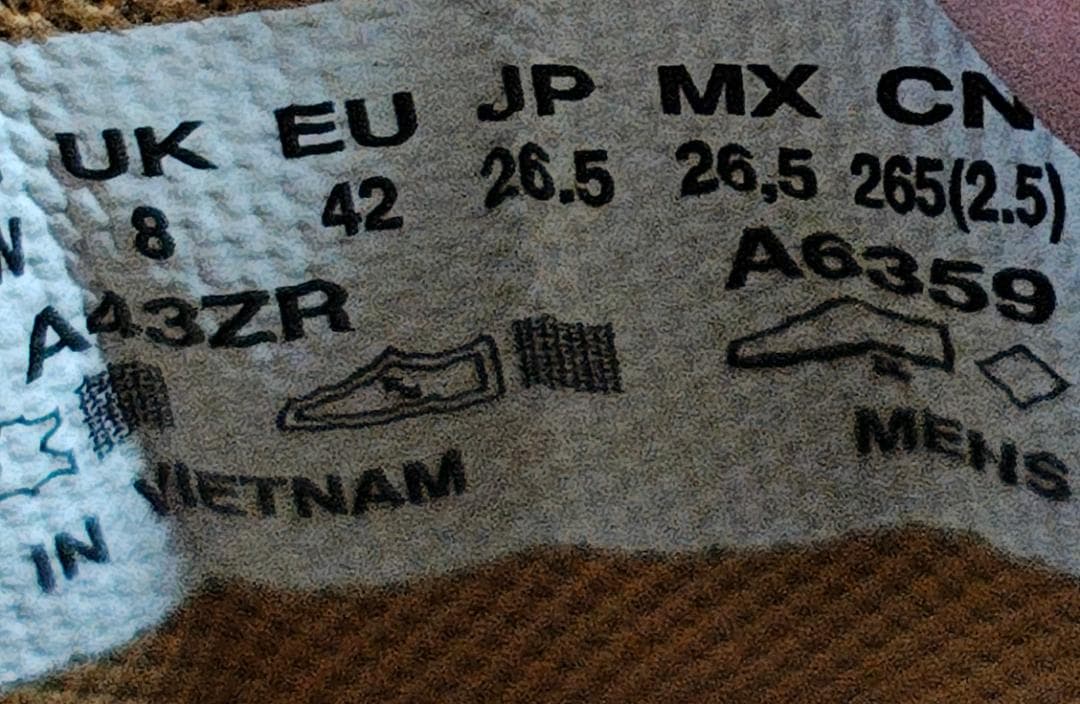 UK EU JP MX CN
8 42 26.5 26,5 265(2.5)
A43ZR A6359
MENS
IN VIETNAM